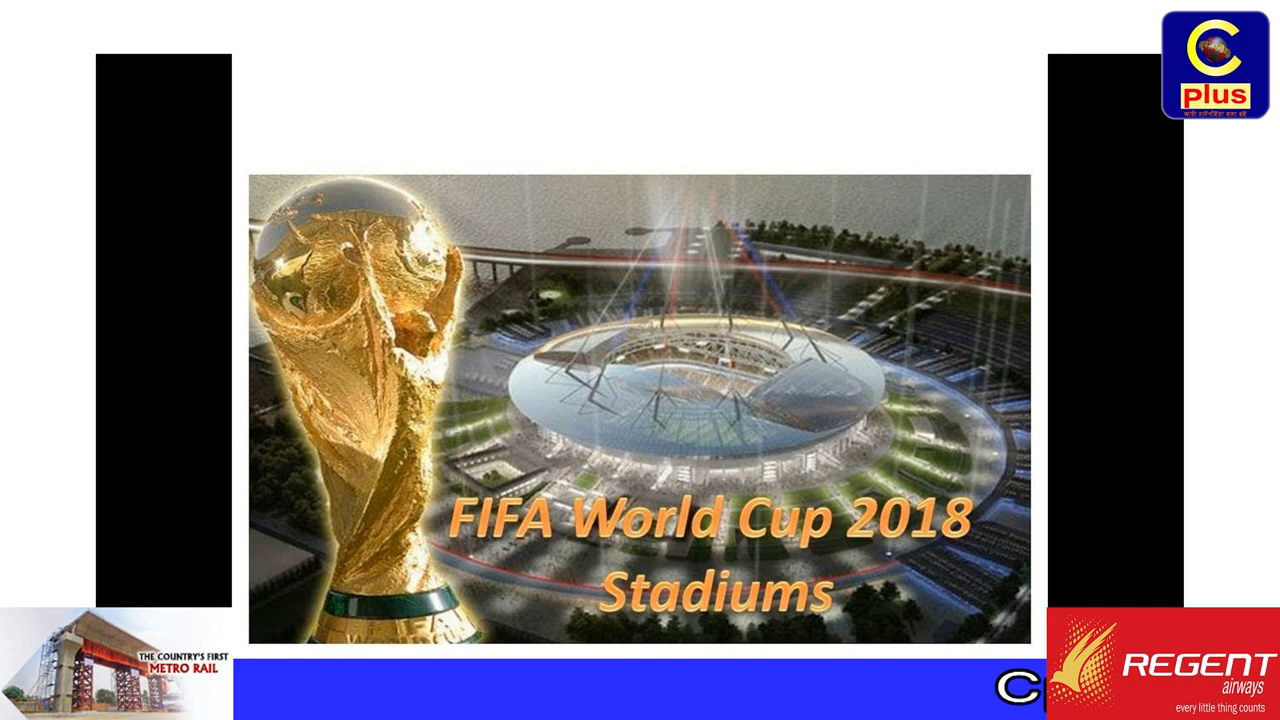 C
plus
FIFA World Cup 2018
Stadiums
THE COUNTRY'S FIRST
METRO RAIL
C
REGENT
airways
every little thing counts